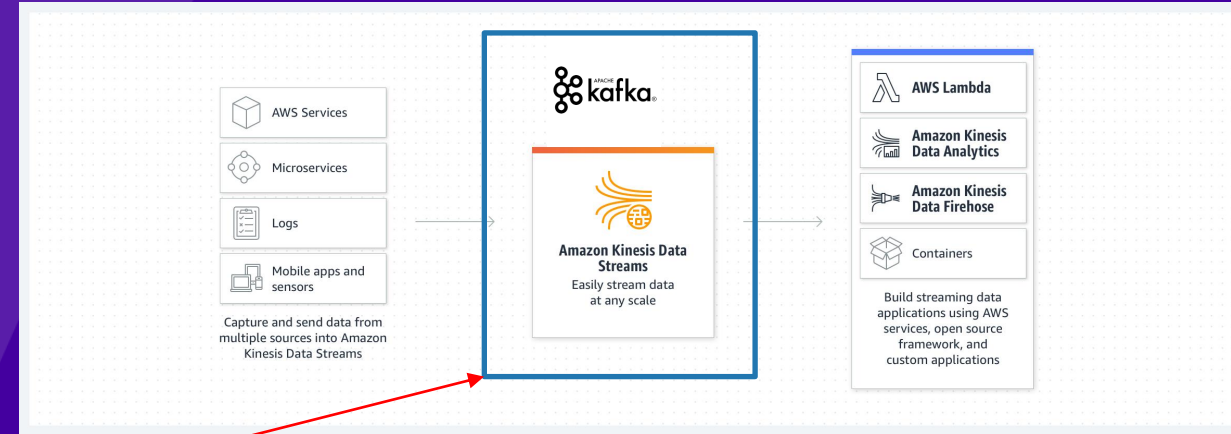 AWS Services
Microservices
Logs
Mobile apps and
sensors
Capture and send data from
multiple sources into Amazon
Kinesis Data Streams
APACHE
kafka®
Amazon Kinesis Data
Streams
Easily stream data
at any scale
AWS Lambda
Amazon Kinesis
Data Analytics
Amazon Kinesis
Data Firehose
Containers
Build streaming data
applications using AWS
services, open source
framework, and
custom applications